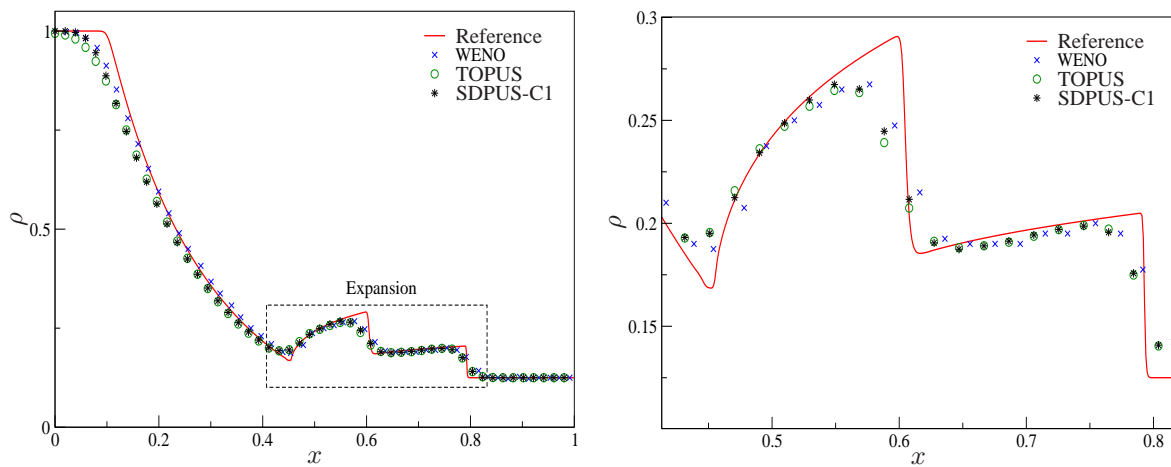 1
0.5
0
ρ
0
0.2
0.4
0.6
0.8
1
x
Reference
WENO
TOPUS
SDPUS-C1
Expansion
0.3
0.25
0.2
0.15
ρ
0.5
0.6
0.7
0.8
x
Reference
WENO
TOPUS
SDPUS-C1